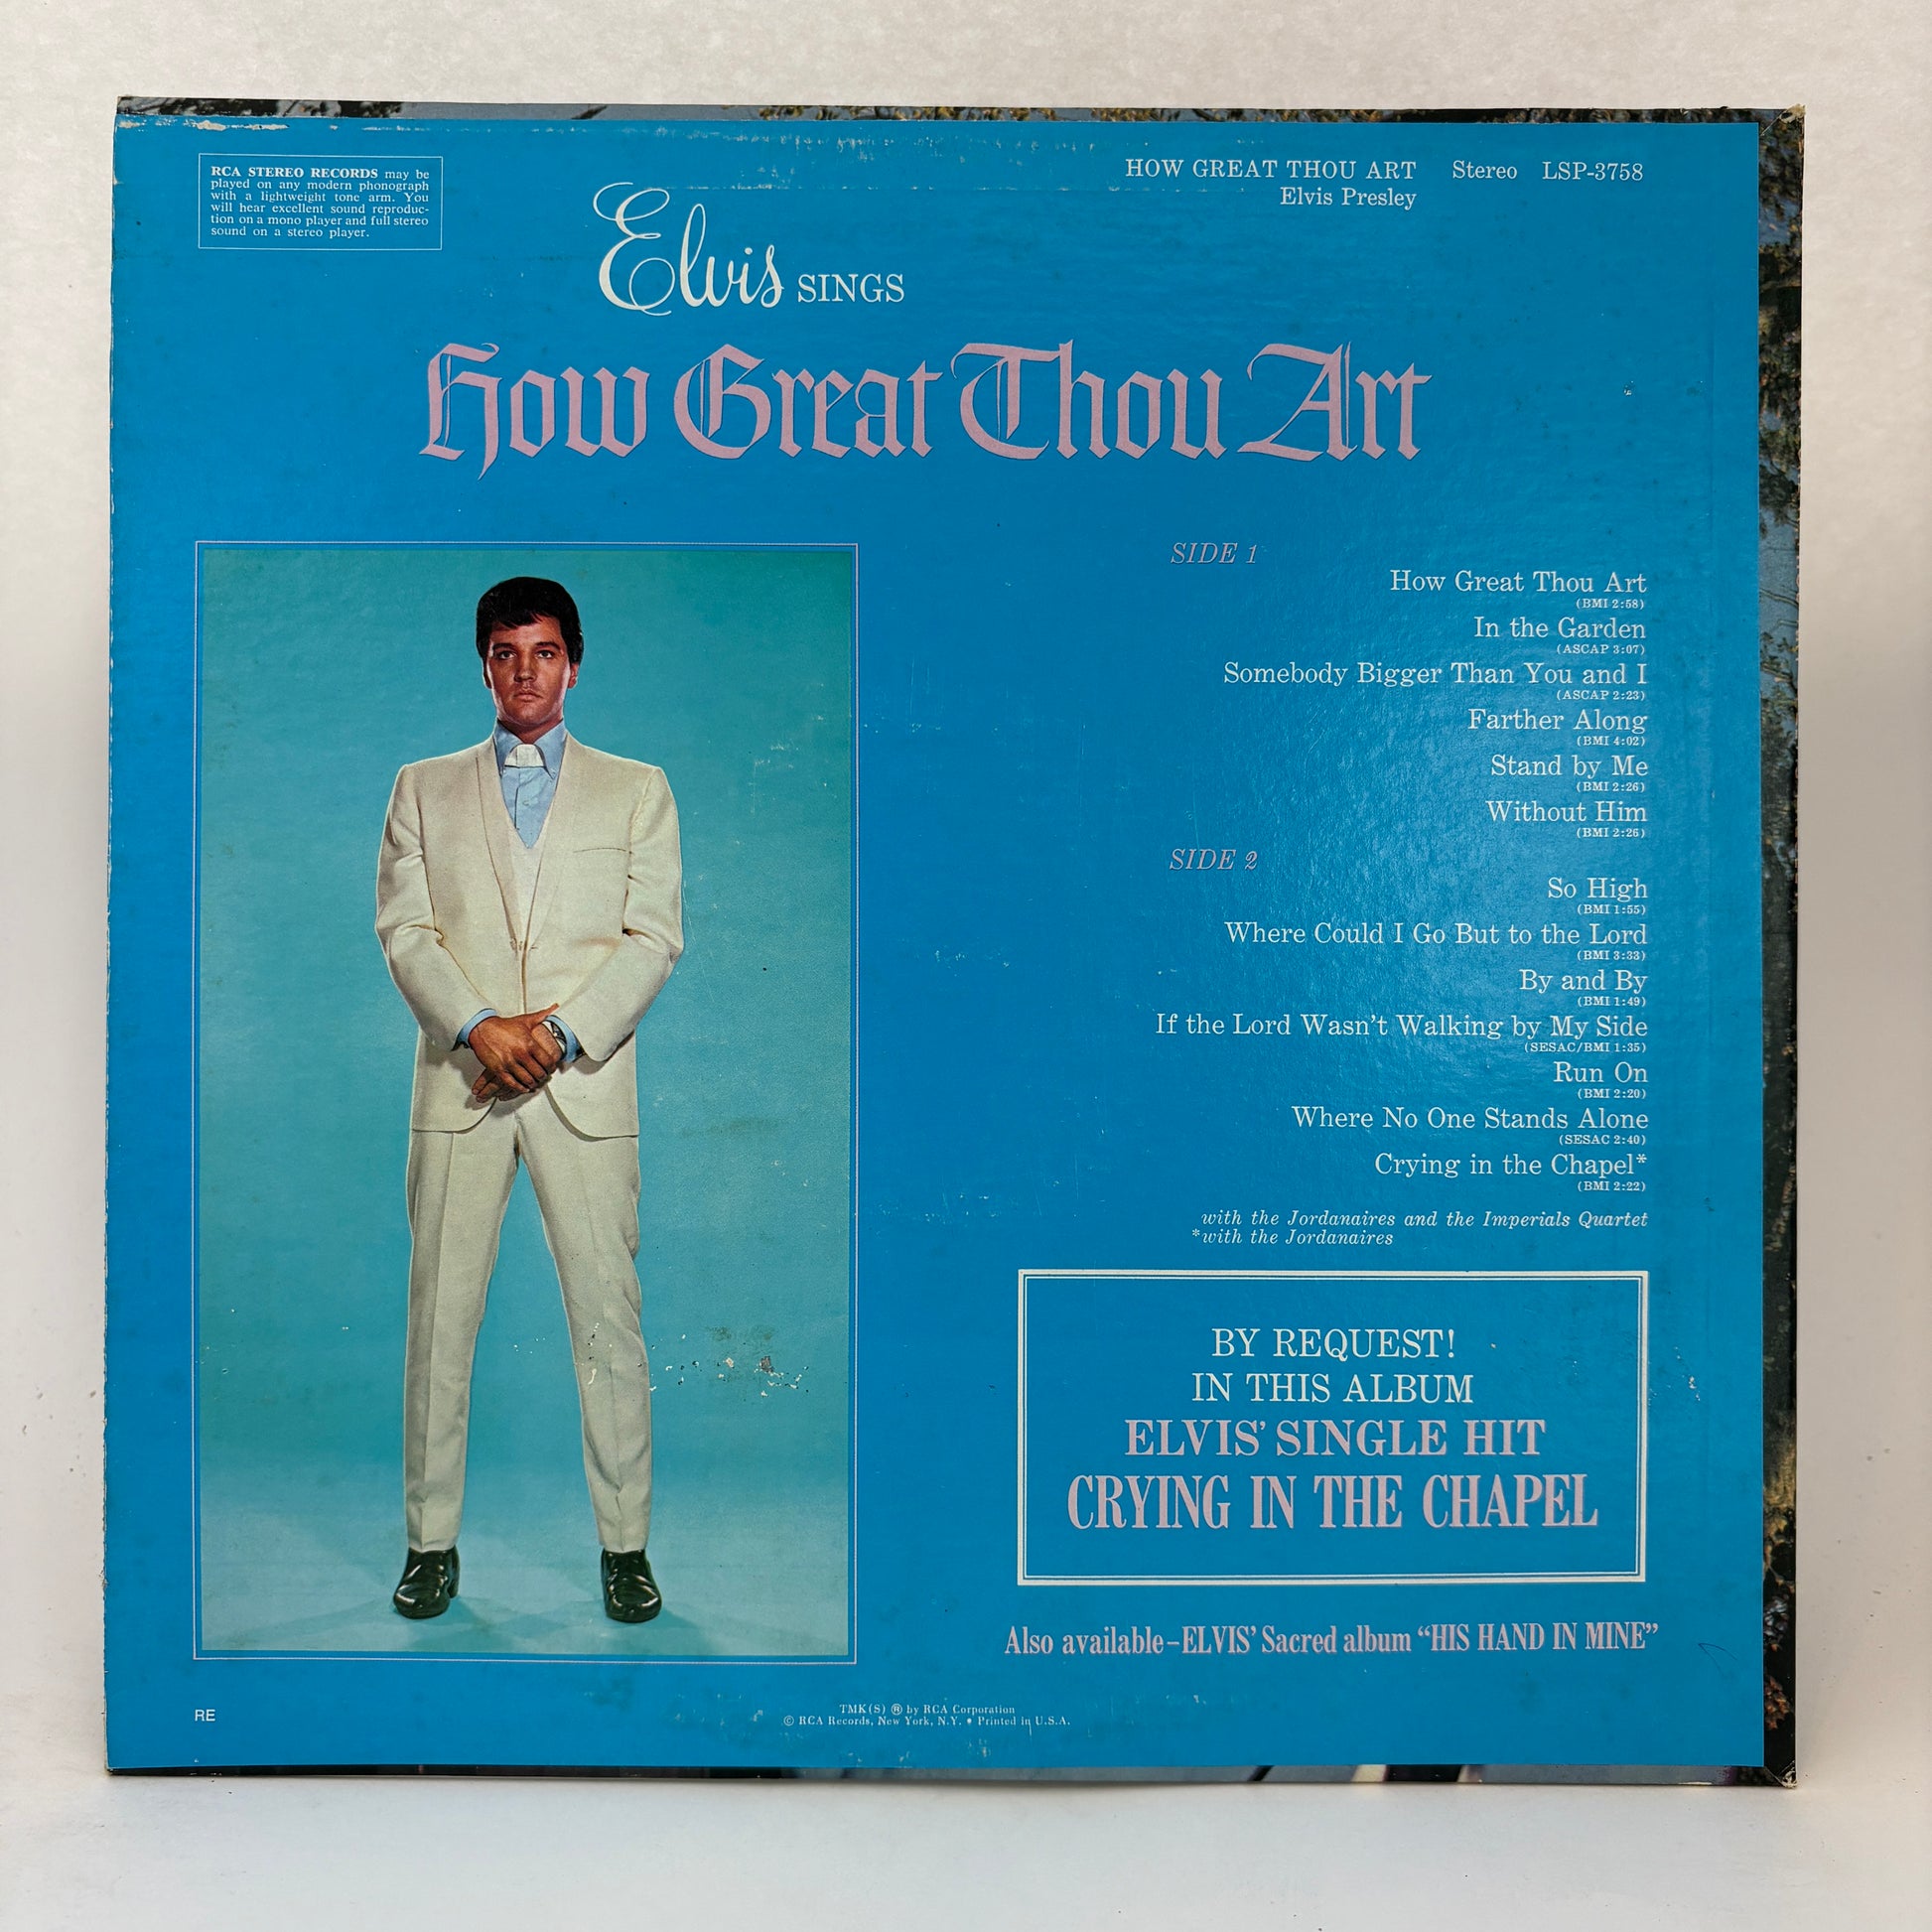 RCA STEREO RECORDS may be
played on any modern phonograph
with a lightweight tone arm. You
will hear excellent sound reproduc-
tion on a mono player and full stereo
sound on a stereo player.
HOW GREAT THOU ART Stereo LSP-3758
Elvis Presley
Elvis SINGS
How Great Thou Art
SIDE 1
How Great Thou Art
(BMI 2:58)
In the Garden
(ASCAP 3:07)
Somebody Bigger Than You and I
(ASCAP 2:23)
Farther Along
(BMI 4:02)
Stand by Me
(BMI 2:26)
Without Him
(BMI 2:26)
SIDE 2
So High
(BMI 1:55)
Where Could I Go But to the Lord
(BMI 3:33)
By and By
(BMI 1:49)
If the Lord Wasn't Walking by My Side
(SESAC/BMI 1:35)
Run On
(BMI 2:20)
Where No One Stands Alone
(SESAC 2:40)
Crying in the Chapel*
(BMI 2:22)
with the Jordanaires and the Imperials Quartet
*with the Jordanaires
BY REQUEST!
IN THIS ALBUM
ELVIS' SINGLE HIT
CRYING IN THE CHAPEL
Also available–ELVIS' Sacred album “HIS HAND IN MINE”
RE
TMK(S) ® by RCA Corporation
© RCA Records, New York, N.Y. • Printed in U.S.A.